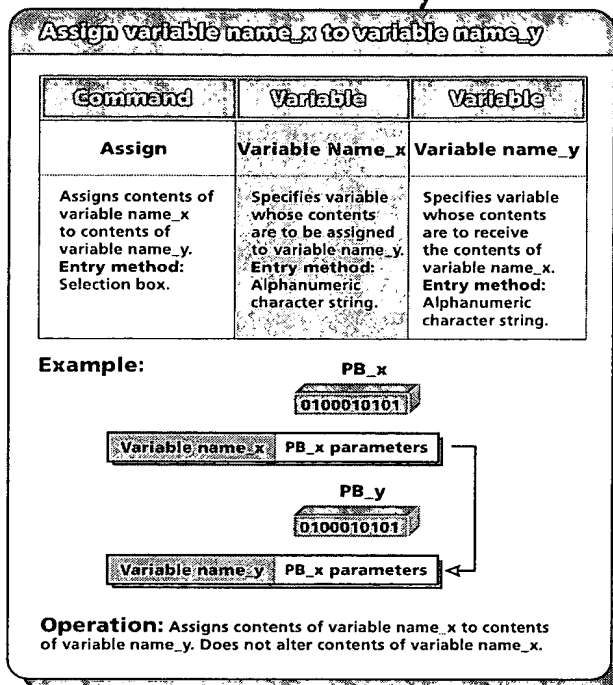 Assign variable name_x to variable name_y
Command Variable Variable
Assign Variable Name_x Variable name_y
Assigns contents of
variable name_x
to contents of
variable name_y.
Entry method:
Selection box.
Specifies variable
whose contents
are to be assigned
to variable name_y.
Entry method:
Alphanumeric
character string.
Specifies variable
whose contents
are to receive
the contents of
variable name_x.
Entry method:
Alphanumeric
character string.
Example:
PB_x
0100010101
Variable name_x PB_x parameters
PB_y
0100010101
Variable name_y PB_x parameters
Operation: Assigns contents of variable name_x to contents
of variable name_y. Does not alter contents of variable name_x.